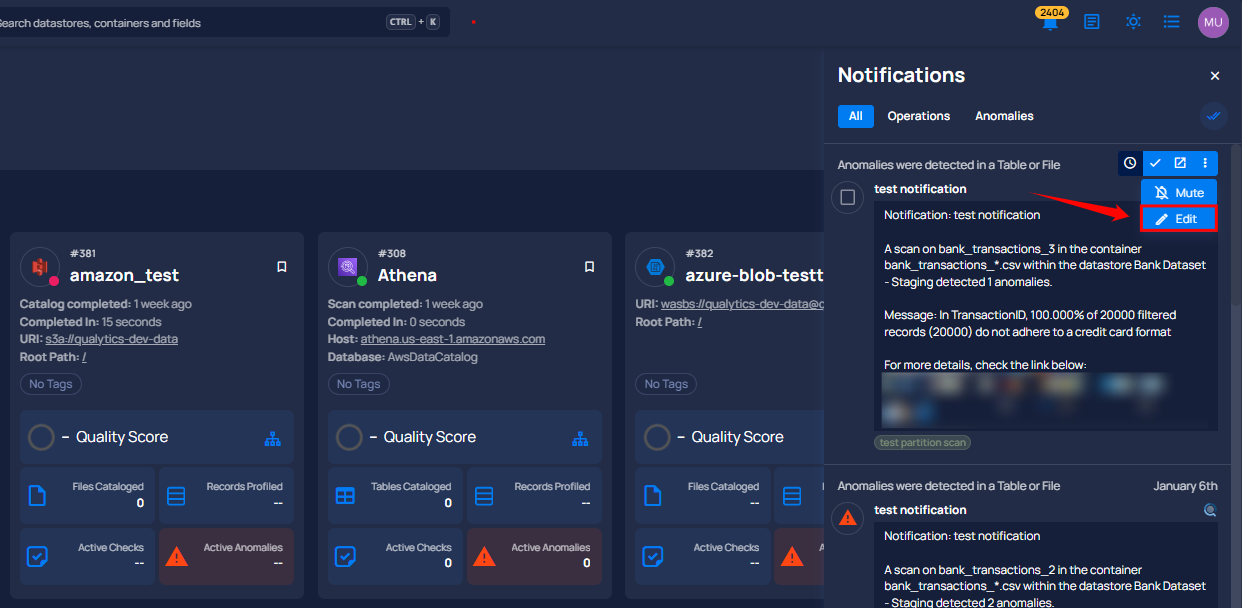 Search datastores, containers and fields
CTRL + K
2404
MU
Notifications
All Operations Anomalies
Anomalies were detected in a Table or File
test notification
Mute
Edit
Notification: test notification
A scan on bank_transactions_3 in the container
bank_transactions_*.csv within the datastore Bank Dataset
- Staging detected 1 anomalies.
Message: In TransactionID, 100.000% of 20000 filtered
records (20000) do not adhere to a credit card format
For more details, check the link below:
test partition scan
Anomalies were detected in a Table or File January 6th
test notification
Notification: test notification
A scan on bank_transactions_2 in the container
bank_transactions_*.csv within the datastore Bank Dataset
- Staging detected 2 anomalies.
#381
amazon_test
Catalog completed: 1 week ago
Completed In: 15 seconds
URI: s3a://qualytics-dev-data
Root Path: /
No Tags
– Quality Score
Files Cataloged
0
Records Profiled
--
Active Checks
--
Active Anomalies
--
#308
Athena
Scan completed: 1 week ago
Completed In: 0 seconds
Host: athena.us-east-1.amazonaws.com
Database: AwsDataCatalog
No Tags
– Quality Score
Tables Cataloged
0
Records Profiled
--
Active Checks
0
Active Anomalies
0
#382
azure-blob-testt
URI: wasbs://qualytics-dev-data@c
Root Path: /
No Tags
– Quality Score
Files Cataloged
--
Active Checks
--